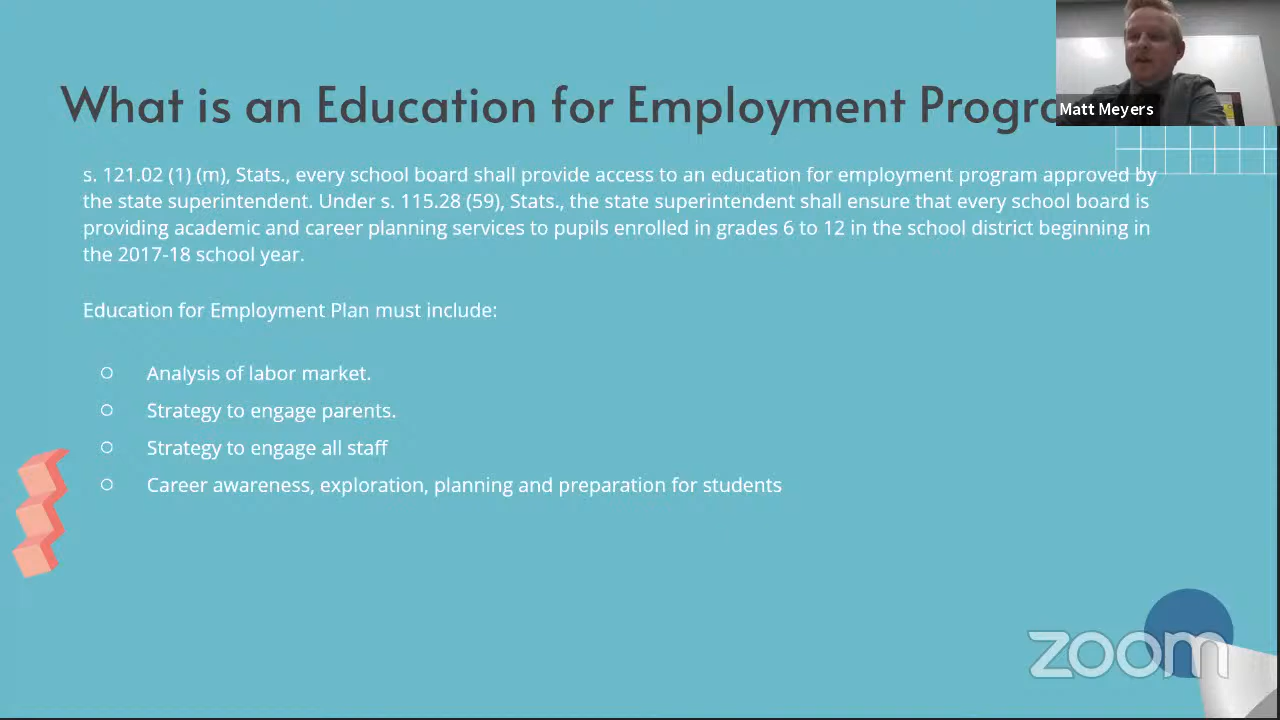 What is an Education for Employment Progra
Matt Meyers
s. 121.02 (1) (m), Stats., every school board shall provide access to an education for employment program approved by
the state superintendent. Under s. 115.28 (59), Stats., the state superintendent shall ensure that every school board is
providing academic and career planning services to pupils enrolled in grades 6 to 12 in the school district beginning in
the 2017-18 school year.
Education for Employment Plan must include:
Analysis of labor market.
Strategy to engage parents.
Strategy to engage all staff
Career awareness, exploration, planning and preparation for students
zoom